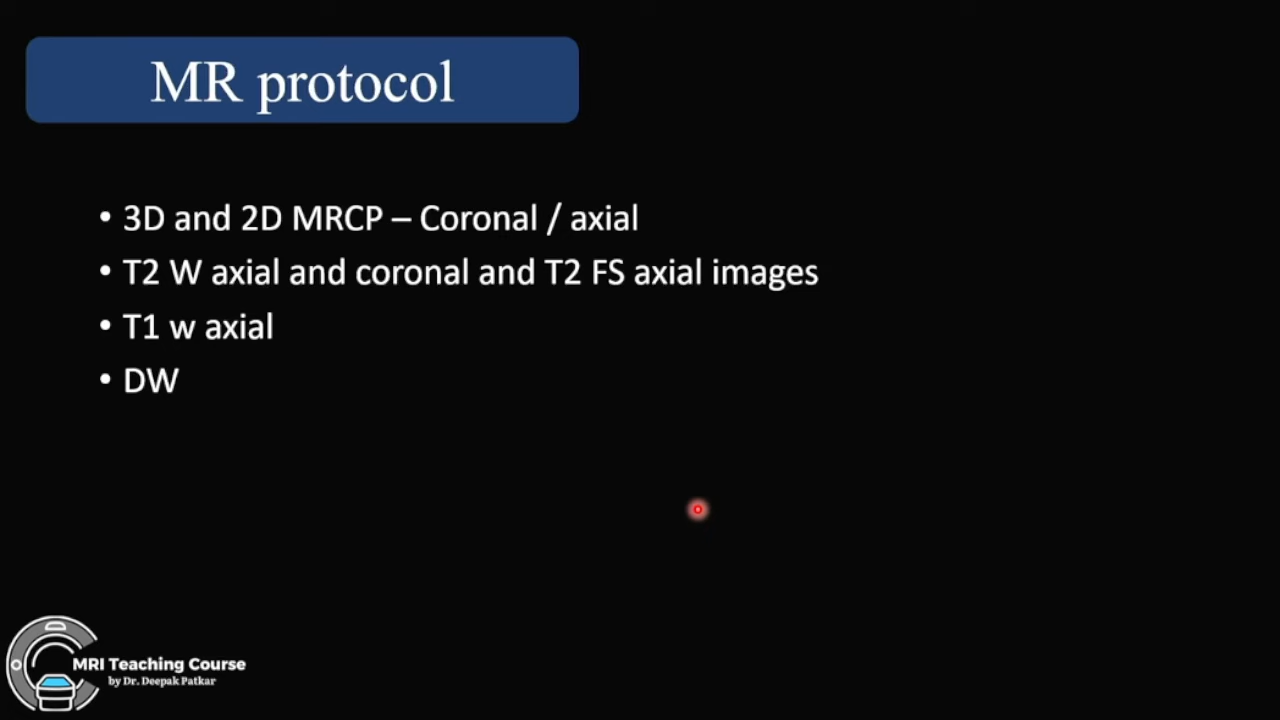 MR protocol
• 3D and 2D MRCP – Coronal / axial
• T2 W axial and coronal and T2 FS axial images
• T1 w axial
• DW
MRI Teaching Course
by Dr. Deepak Patkar